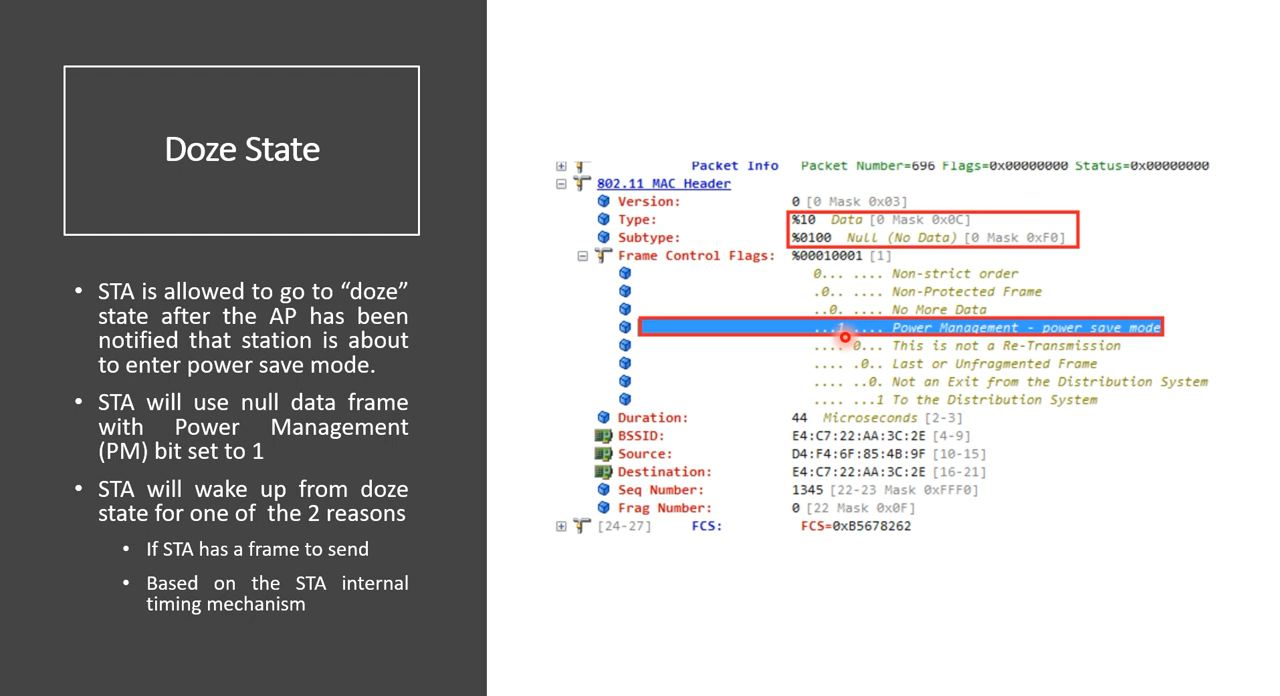 Doze State
• STA is allowed to go to “doze”
state after the AP has been
notified that station is about
to enter power save mode.
• STA will use null data frame
with Power Management
(PM) bit set to 1
• STA will wake up from doze
state for one of the 2 reasons
• If STA has a frame to send
• Based on the STA internal
timing mechanism
Packet Info Packet Number=696 Flags=0x00000000 Status=0x00000000
802.11 MAC Header
Version: 0 [0 Mask 0x03]
Type: %10 Data [0 Mask 0x0C]
Subtype: %0100 Null (No Data) [0 Mask 0xF0]
Frame Control Flags: %00010001 [1]
0... .... Non-strict order
.0.. .... Non-Protected Frame
..0. .... No More Data
...1 .... Power Management - power save mode
.... 0... This is not a Re-Transmission
.... .0.. Last or Unfragmented Frame
.... ..0. Not an Exit from the Distribution System
.... ...1 To the Distribution System
Duration: 44 Microseconds [2-3]
BSSID: E4:C7:22:AA:3C:2E [4-9]
Source: D4:F4:6F:85:4B:9F [10-15]
Destination: E4:C7:22:AA:3C:2E [16-21]
Seq Number: 1345 [22-23 Mask 0xFFF0]
Frag Number: 0 [22 Mask 0x0F]
[24-27] FCS: FCS=0xB5678262